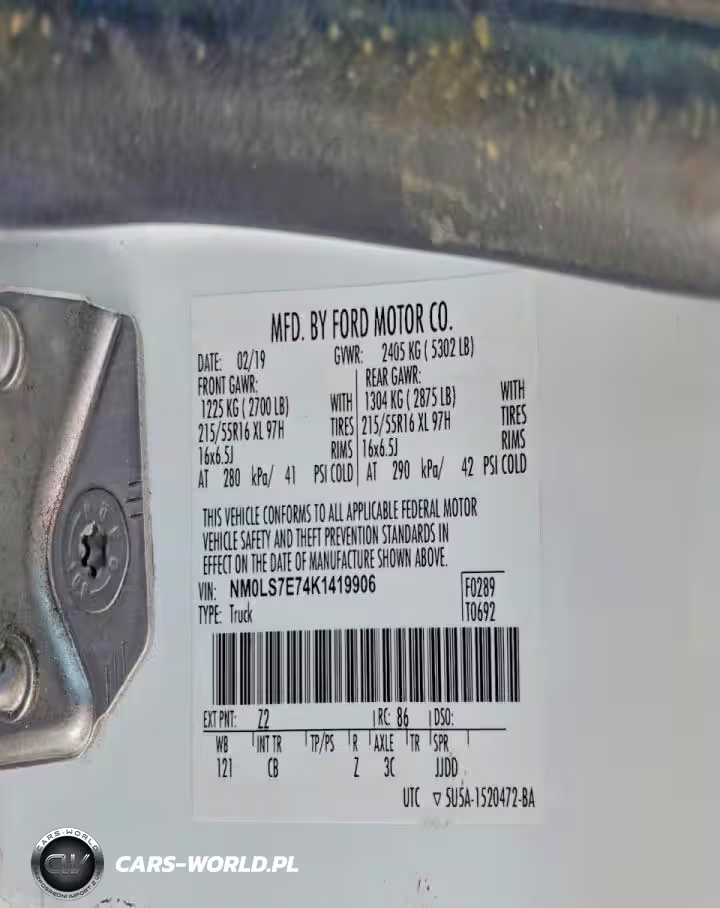 MFD. BY FORD MOTOR CO.
DATE: 02/19 GVWR: 2405 KG ( 5302 LB)
FRONT GAWR: REAR GAWR:
1225 KG ( 2700 LB) WITH 1304 KG ( 2875 LB) WITH
215/55R16 XL 97H TIRES 215/55R16 XL 97H TIRES
16x6.5J RIMS 16x6.5J RIMS
AT 280 kPa/ 41 PSI COLD AT 290 kPa/ 42 PSI COLD
THIS VEHICLE CONFORMS TO ALL APPLICABLE FEDERAL MOTOR
VEHICLE SAFETY AND THEFT PREVENTION STANDARDS IN
EFFECT ON THE DATE OF MANUFACTURE SHOWN ABOVE.
VIN: NM0LS7E74K1419906 F0289
TYPE: Truck T0692
EXT PNT: Z2 RC: 86 DSO:
WB INT TR TP/PS R AXLE TR SPR
121 CB Z 3C JJDD
UTC ▽ 5U5A-1520472-BA
CARS-WORLD
CW
CARS-WORLD.PL